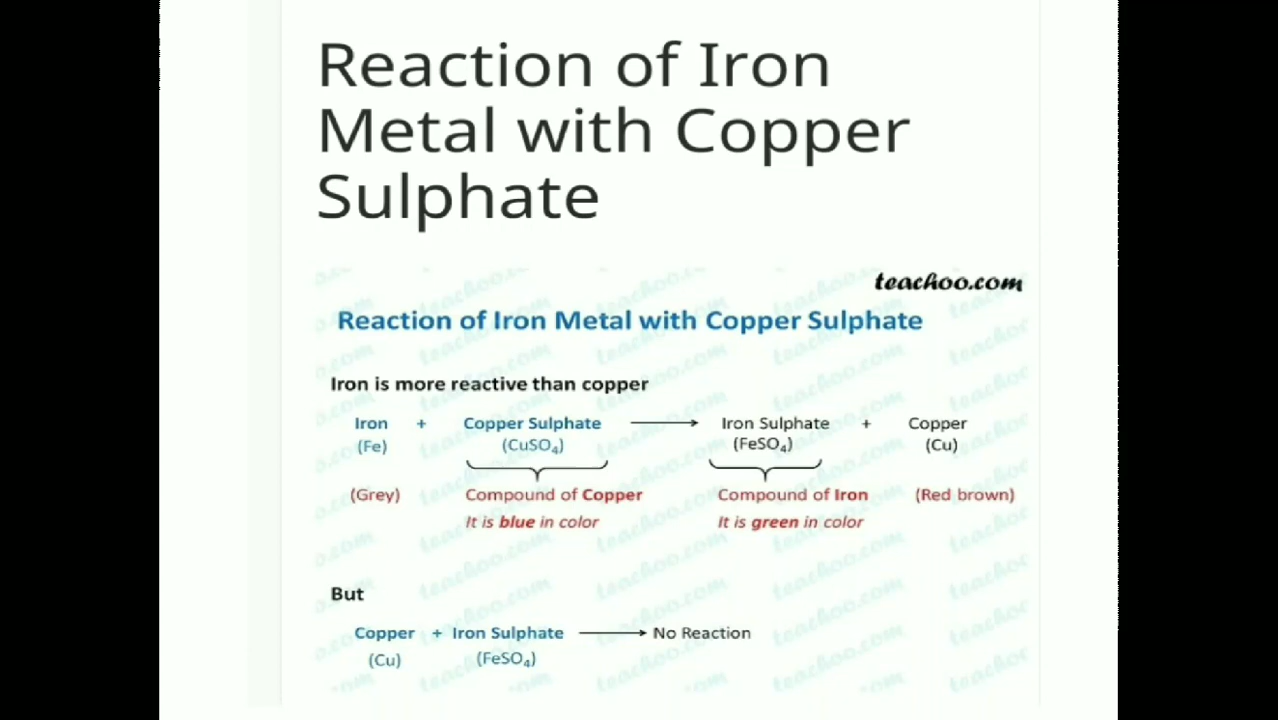 Reaction of Iron
Metal with Copper
Sulphate
teachoo.com
Reaction of Iron Metal with Copper Sulphate
Iron is more reactive than copper
Iron + Copper Sulphate ⟶ Iron Sulphate + Copper
(Fe) (CuSO₄) (FeSO₄) (Cu)
(Grey) Compound of Copper Compound of Iron (Red brown)
It is blue in color It is green in color
But
Copper + Iron Sulphate ⟶ No Reaction
(Cu) (FeSO₄)